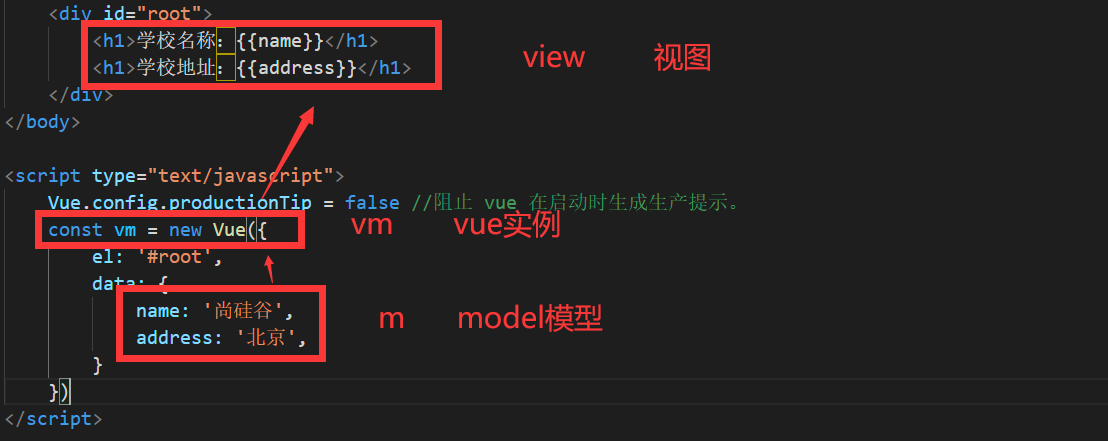 <div id="root">
<h1>学校名称：{{name}}</h1>
<h1>学校地址：{{address}}</h1>
view 视图
</div>
</body>
<script type="text/javascript">
Vue.config.productionTip = false //阻止 vue 在启动时生成生产提示。
const vm = new Vue({
vm vue实例
el: '#root',
data: {
name: '尚硅谷',
m model模型
address: '北京',
}
})
</script>